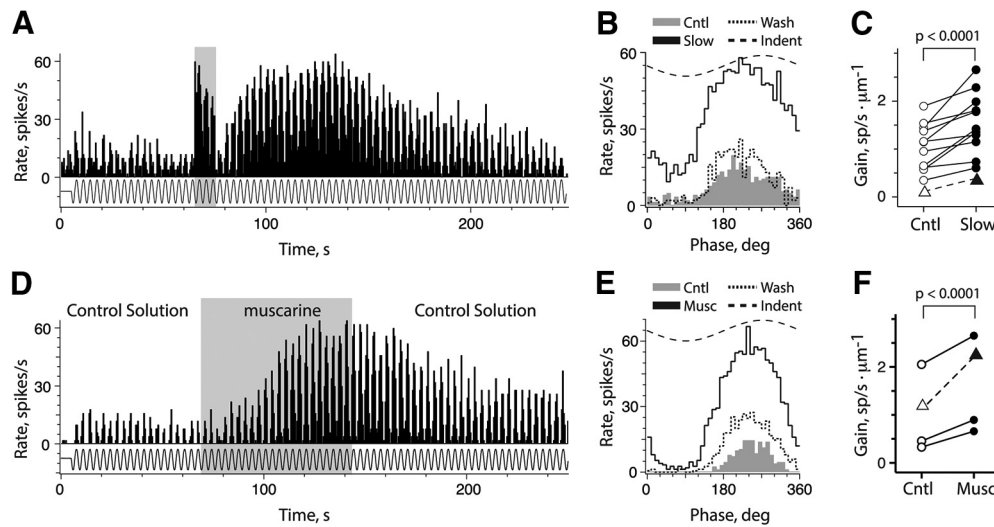 A
Rate, spikes/s
60
30
0
0 100 200
Time, s
B
Cntl Wash
Slow Indent
Rate, spikes/s
60
30
0
0 180 360
Phase, deg
C
p < 0.0001
Gain, sp/s · µm⁻¹
2
0
Cntl Slow
D
Control Solution muscarine Control Solution
Rate, spikes/s
60
30
0
0 100 200
Time, s
E
Cntl Wash
Musc Indent
Rate, spikes/s
60
30
0
0 180 360
Phase, deg
F
p < 0.0001
Gain, sp/s · µm⁻¹
2
0
Cntl Musc